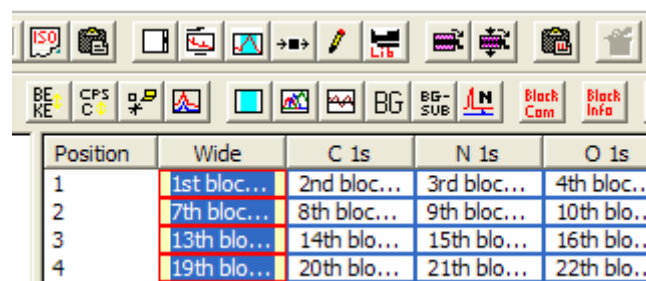 ISO Lib
BE KE CPS C BG BG- SUB N Block Com Block Info
Position Wide C 1s N 1s O 1s
1 1st bloc... 2nd bloc... 3rd bloc... 4th bloc..
2 7th bloc... 8th bloc... 9th bloc... 10th blo..
3 13th blo... 14th blo... 15th blo... 16th blo..
4 19th blo... 20th blo... 21th blo... 22th blo..